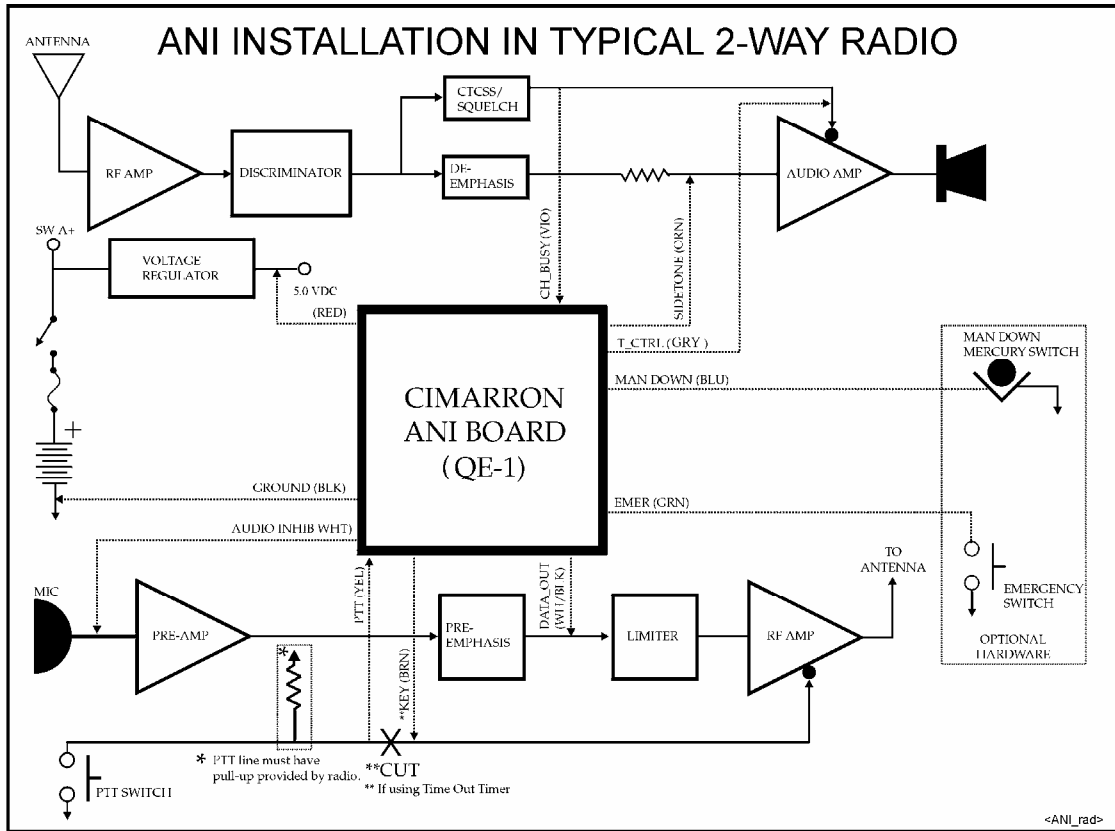 ANI INSTALLATION IN TYPICAL 2-WAY RADIO
ANTENNA
RF AMP
DISCRIMINATOR
CTCSS/
SQUELCH
DE-
EMPHASIS
AUDIO AMP
SW A+
VOLTAGE
REGULATOR
5.0 VDC
(RED)
CH_BUSY (VIO)
SIDETONE (ORN)
T_CTRL (GRY )
MAN DOWN (BLU)
MAN DOWN
MERCURY SWITCH
CIMARRON
ANI BOARD
(QE-1)
+
GROUND (BLK)
AUDIO INHIB WHT)
EMER (GRN)
EMERGENCY
SWITCH
OPTIONAL
HARDWARE
MIC
PRE-AMP
PTT (YEL)
**KEY (BRN)
PRE-
EMPHASIS
DATA_OUT
(WH/BLK)
LIMITER
RF AMP
TO
ANTENNA
*
* PTT line must have
pull-up provided by radio.
**CUT
** If using Time Out Timer
PTT SWITCH
<ANI_rad>